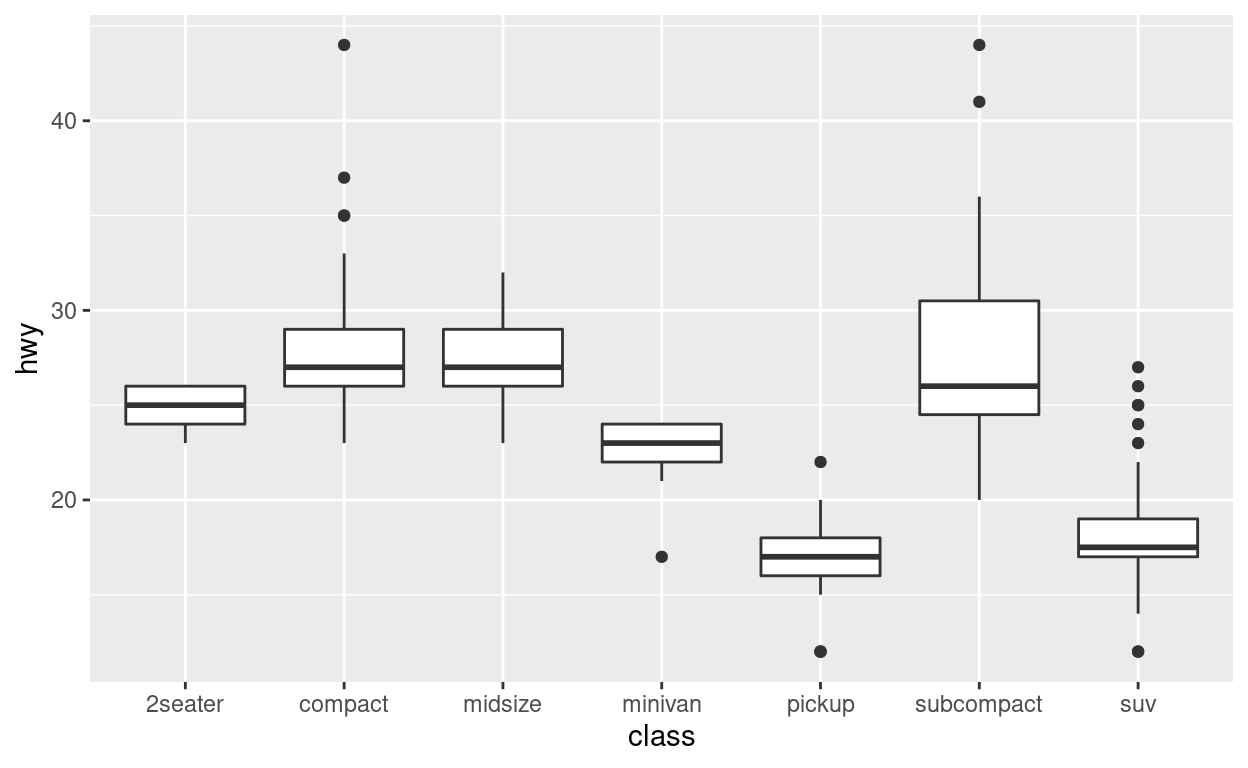 hwy
40
30
20
2seater compact midsize minivan pickup subcompact suv
class